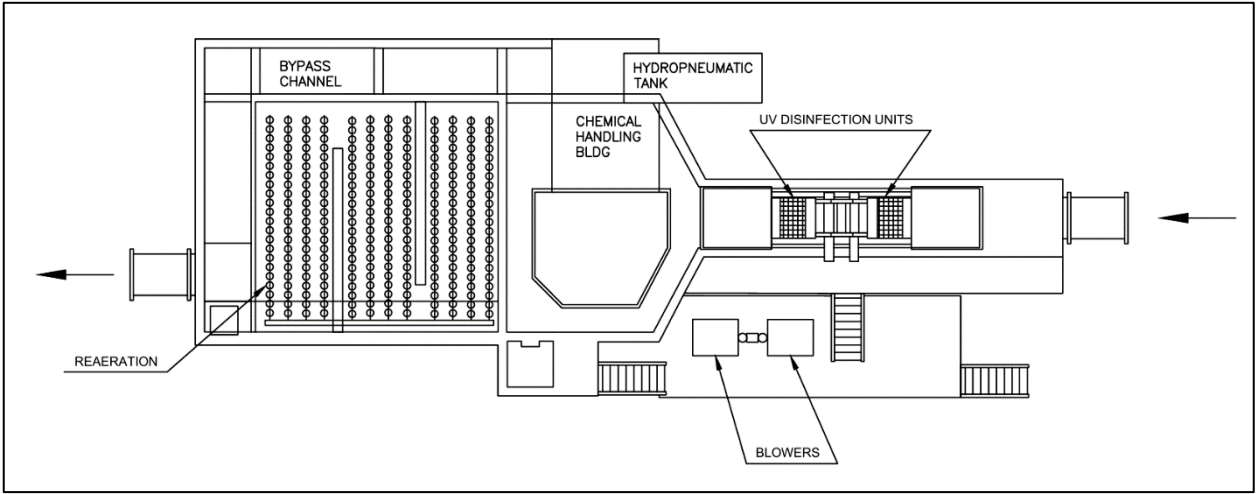 BYPASS
CHANNEL
HYDROPNEUMATIC
TANK
CHEMICAL
HANDLING
BLDG
UV DISINFECTION UNITS
REAERATION
BLOWERS